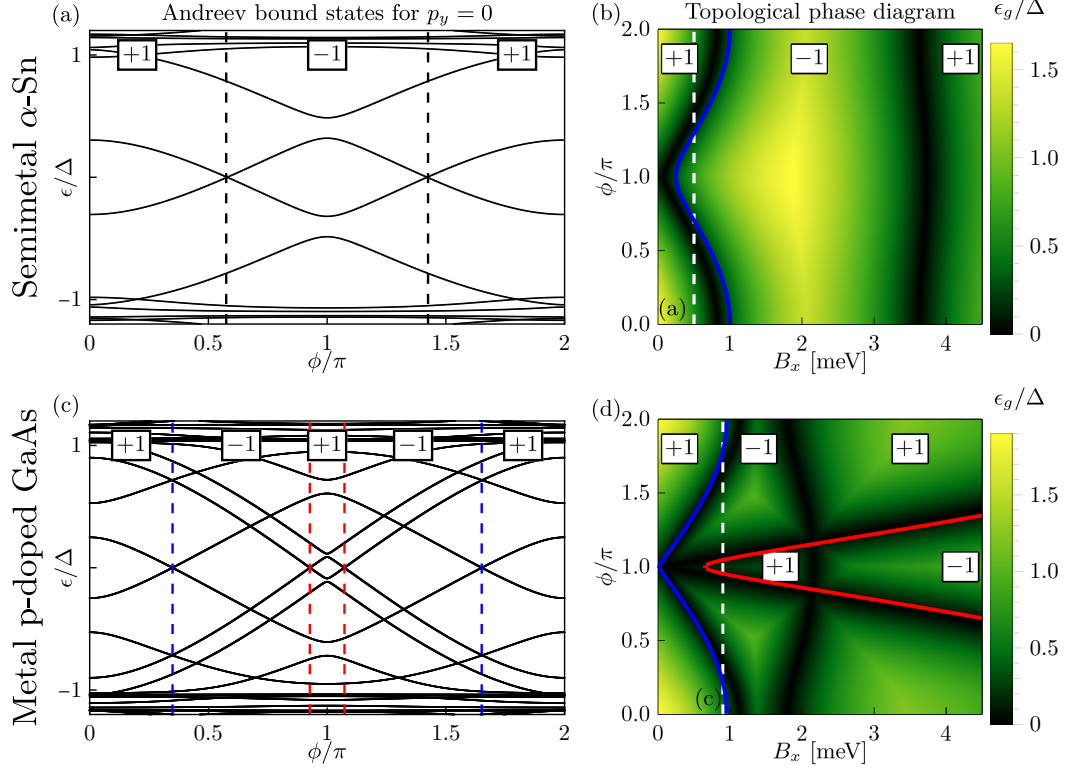 (a) Andreev bound states for $p_y = 0$
Semimetal α-Sn
+1 −1 +1
1
ϵ/Δ
−1
0 0.5 1 1.5 2
ϕ/π
(b) Topological phase diagram
ϵ_g/Δ
+1 −1 +1
2.0
1.5
ϕ/π 1.0
0.5
(a)
0.0
0 1 2 3 4
B_x [meV]
1.5
1.0
0.5
0
(c)
Metal p-doped GaAs
+1 −1 +1 −1 +1
1
ϵ/Δ
-1
0 0.5 1 1.5 2
ϕ/π
(d)
ϵ_g/Δ
+1 −1 +1
2.0
1.5
ϕ/π 1.0
+1 −1
0.5
(c)
0.0
0 1 2 3 4
B_x [meV]
1.5
1.0
0.5
0